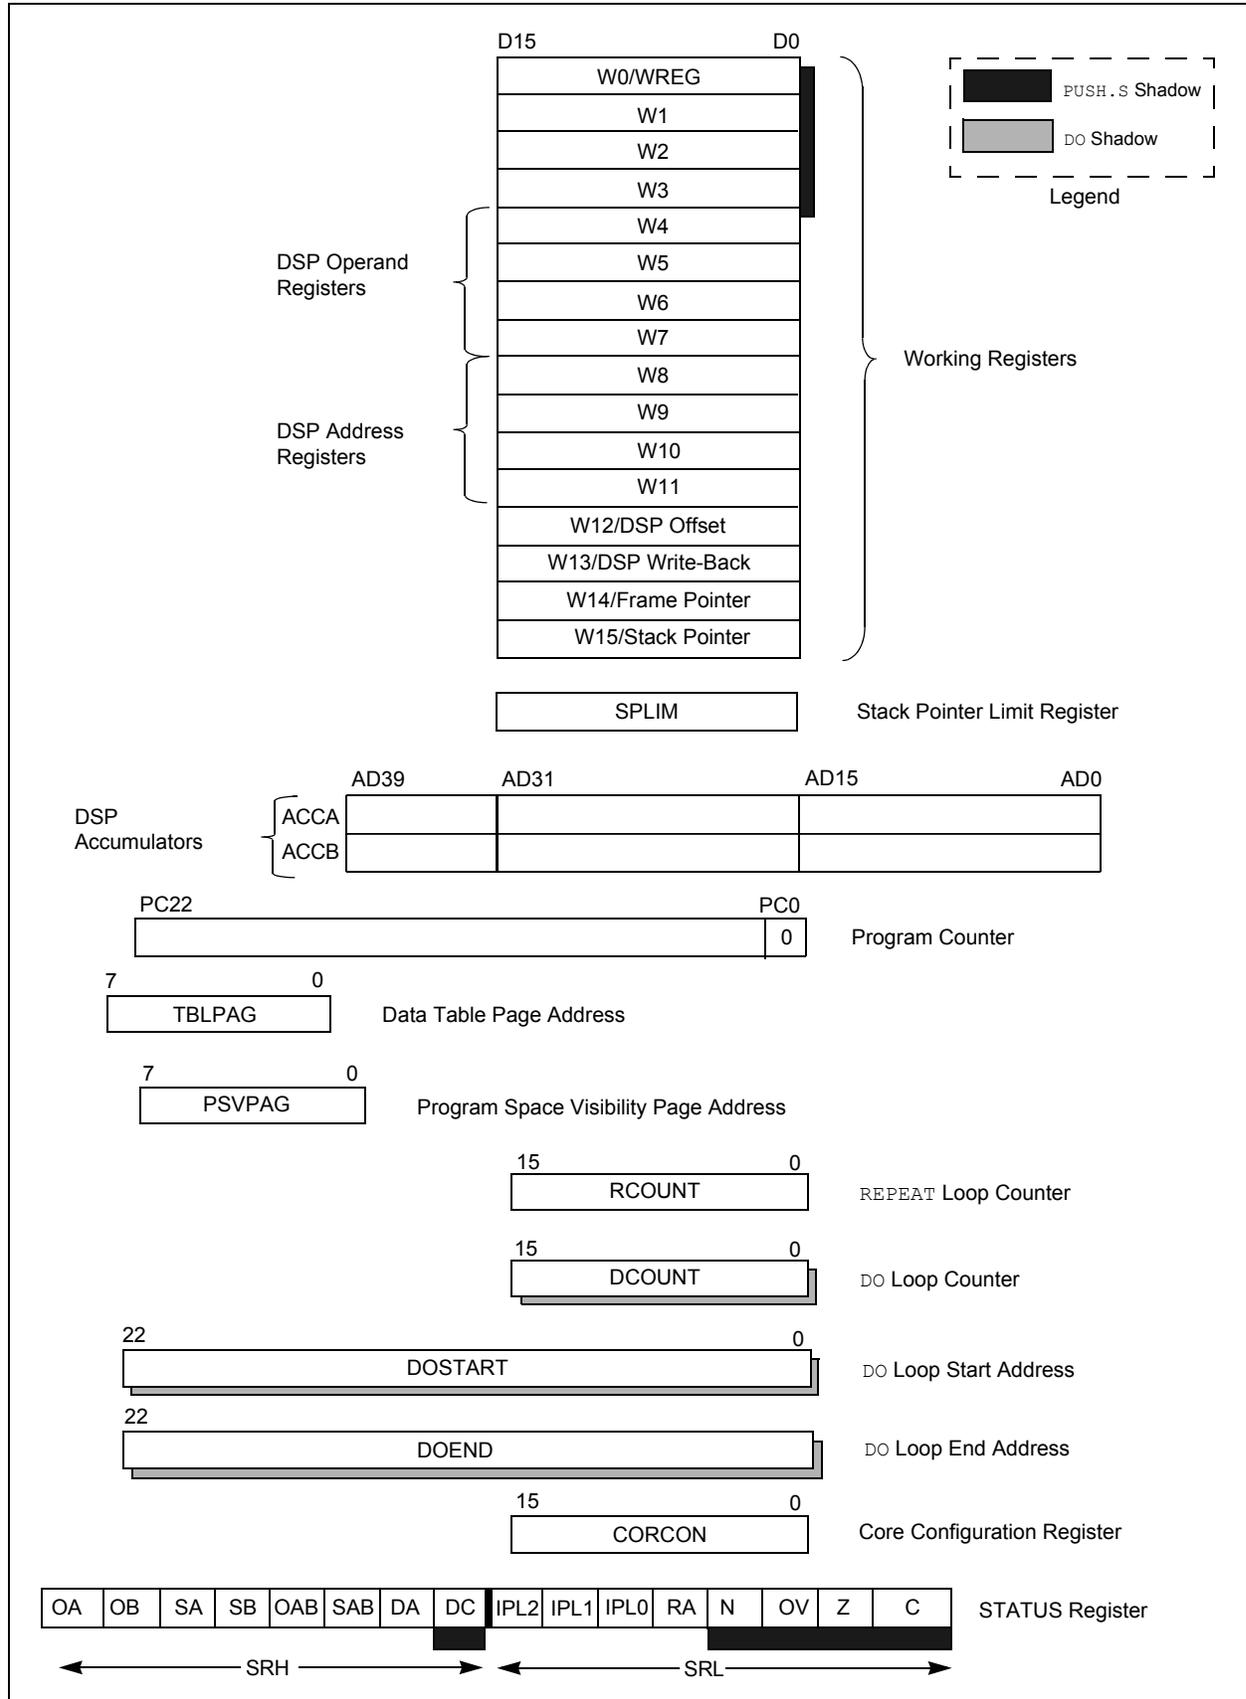 D15 D0
W0/WREG
PUSH.S Shadow
W1
DO Shadow
W2
W3
Legend
W4
DSP Operand
Registers
W5
W6
W7
Working Registers
W8
W9
DSP Address
Registers
W10
W11
W12/DSP Offset
W13/DSP Write-Back
W14/Frame Pointer
W15/Stack Pointer
SPLIM Stack Pointer Limit Register
AD39 AD31 AD15 AD0
DSP
Accumulators
ACCA
ACCB
PC22 PC0
0 Program Counter
7 0
TBLPAG Data Table Page Address
7 0
PSVPAG Program Space Visibility Page Address
15 0
RCOUNT REPEAT Loop Counter
15 0
DCOUNT DO Loop Counter
22 0
DOSTART DO Loop Start Address
22
DOEND DO Loop End Address
15 0
CORCON Core Configuration Register
OA OB SA SB OAB SAB DA DC IPL2 IPL1 IPL0 RA N OV Z C STATUS Register
SRH SRL